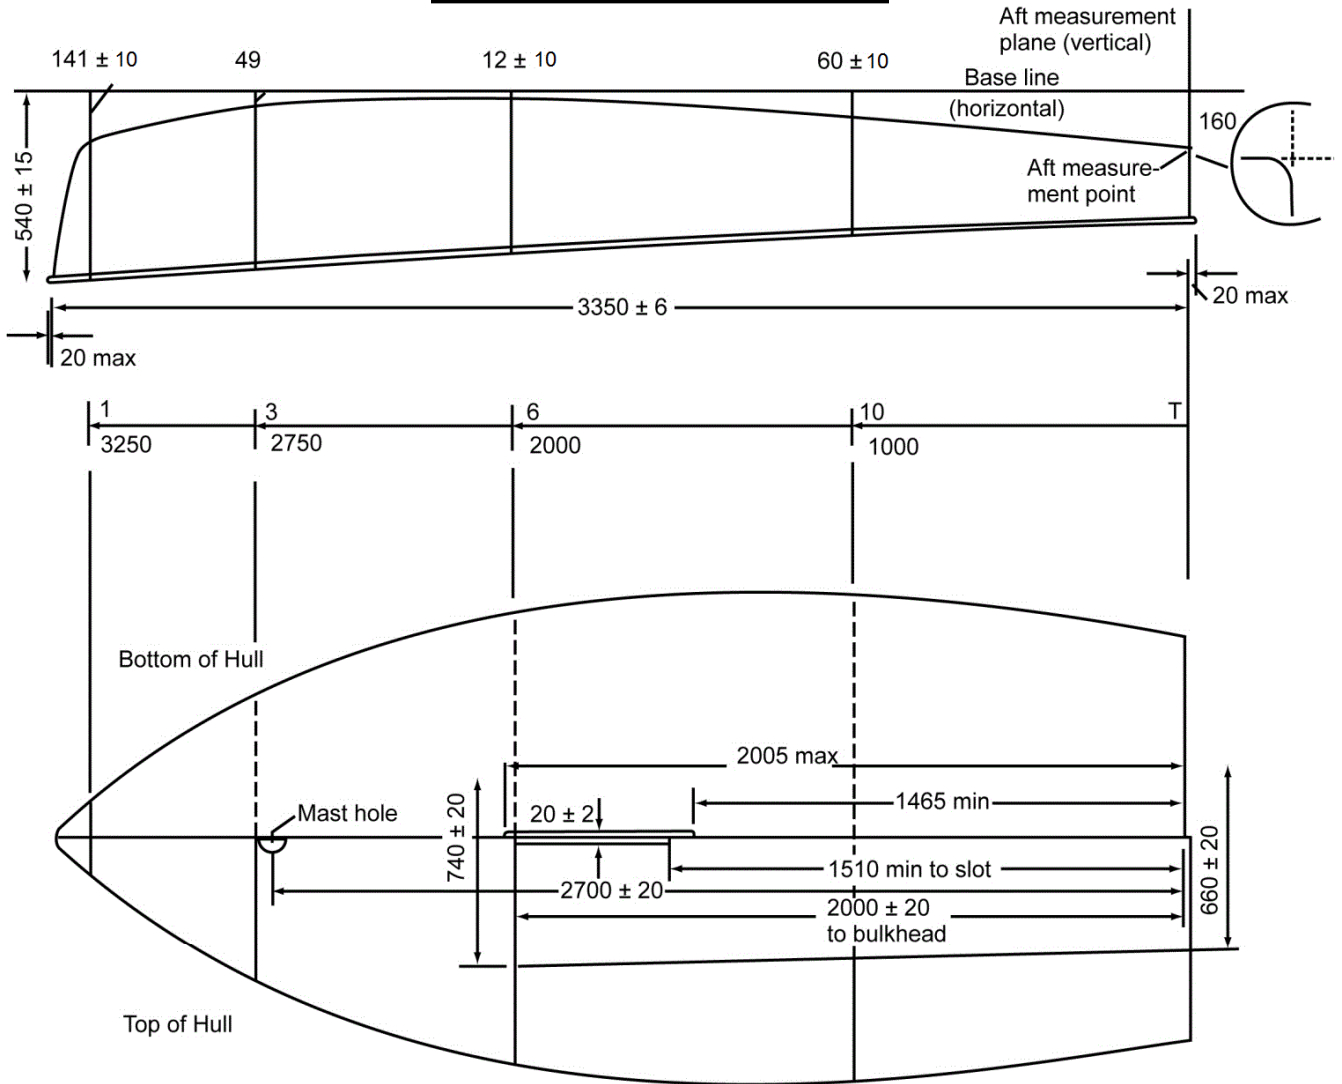 Aft measurement
plane (vertical)
141 ± 10
49
12 ± 10
60 ± 10
Base line
(horizontal)
160
540 ± 15
Aft measure-
ment point
3350 ± 6
20 max
20 max
1
3
6
10
T
3250
2750
2000
1000
Bottom of Hull
2005 max
Mast hole
740 ± 20
20 ± 2
1465 min
1510 min to slot
2700 ± 20
660 ± 20
2000 ± 20
to bulkhead
Top of Hull